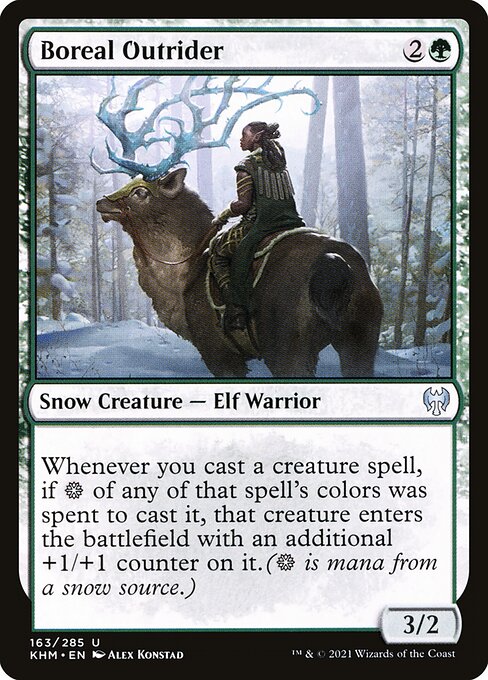 Boreal Outrider 2
Snow Creature — Elf Warrior
Whenever you cast a creature spell,
if of any of that spell's colors was
spent to cast it, that creature enters
the battlefield with an additional
+1/+1 counter on it.( is mana from
a snow source.)
3/2
163/285 U
KHM • EN Alex Konstad
™ & © 2021 Wizards of the Coast